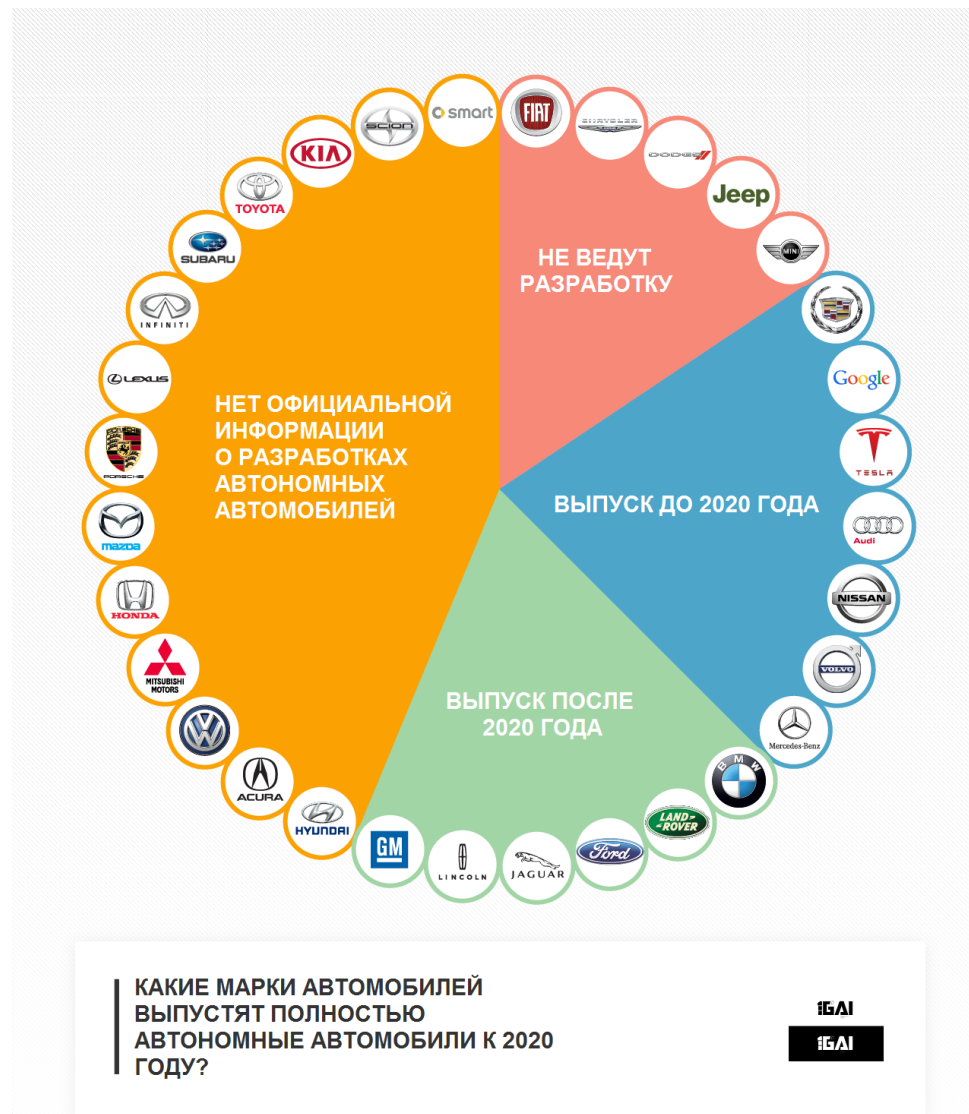 smart
FIAT
CHRYSLER
SCION
DODGE
KIA
Jeep
TOYOTA
MINI
SUBARU
НЕ ВЕДУТ
РАЗРАБОТКУ
INFINITI
LEXUS
Google
НЕТ ОФИЦИАЛЬНОЙ
ИНФОРМАЦИИ
О РАЗРАБОТКАХ
АВТОНОМНЫХ
АВТОМОБИЛЕЙ
PORSCHE
TESLA
ВЫПУСК ДО 2020 ГОДА
mazda
Audi
HONDA
NISSAN
MITSUBISHI
MOTORS
VOLVO
ВЫПУСК ПОСЛЕ
2020 ГОДА
Mercedes-Benz
BMW
ACURA
HYUNDAI
LAND-
ROVER
GM
LINCOLN
JAGUAR
Ford
КАКИЕ МАРКИ АВТОМОБИЛЕЙ
ВЫПУСТЯТ ПОЛНОСТЬЮ
АВТОНОМНЫЕ АВТОМОБИЛИ К 2020
ГОДУ?
iGAI
iGAI